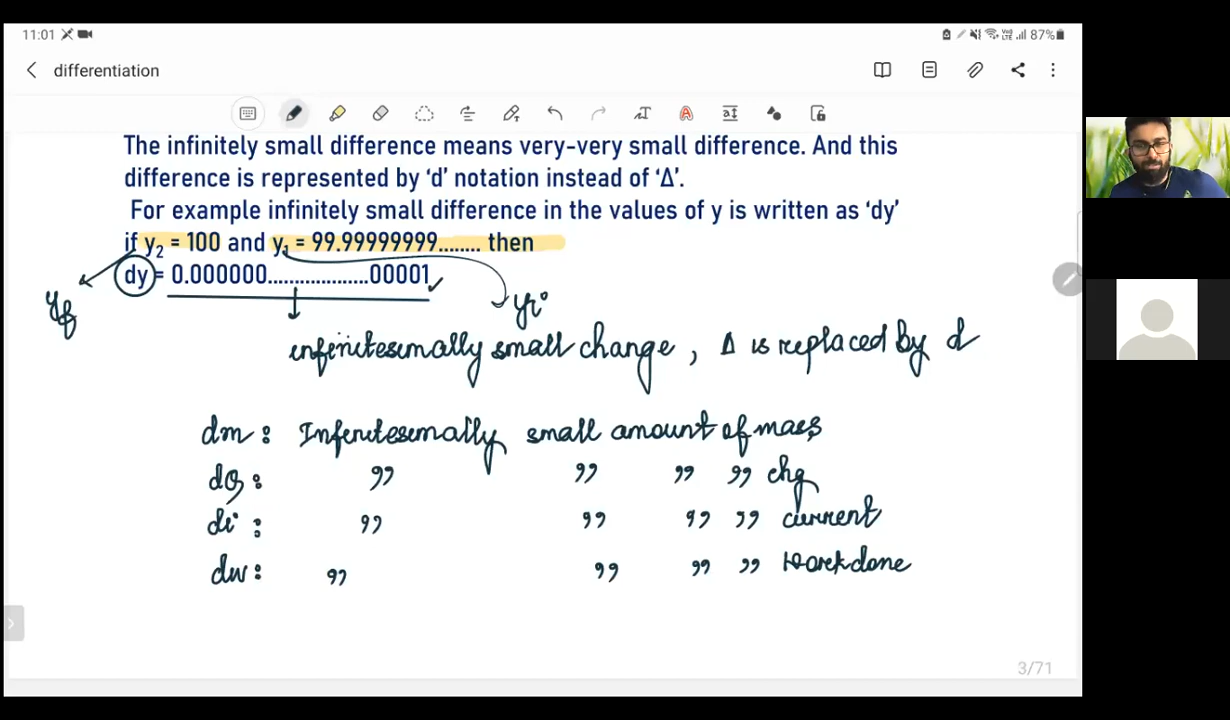 11:01 87%
differentiation
The infinitely small difference means very-very small difference. And this
difference is represented by ‘d’ notation instead of ‘Δ’.
For example infinitely small difference in the values of y is written as ‘dy’
if y₂ = 100 and y₁ = 99.99999999........ then
dy = 0.000000....................00001
yf yi
infinitesimally small change, Δ is replaced by d
dm : Infinitesimally small amount of mass
dq : " " " " chg
di : " " " " current
dw : " " " " Workdone
3/71